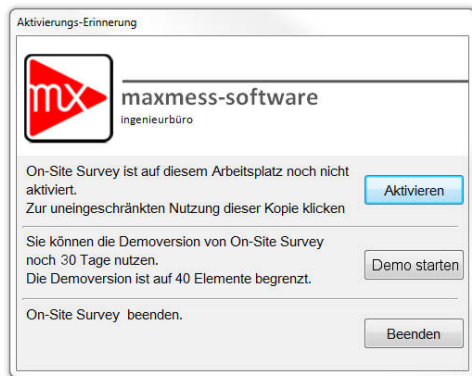 Aktivierungs-Erinnerung
mx
maxmess-software
ingenieurbüro
On-Site Survey ist auf diesem Arbeitsplatz noch nicht
aktiviert.
Zur uneingeschränkten Nutzung dieser Kopie klicken
Aktivieren
Sie können die Demoversion von On-Site Survey
noch 30 Tage nutzen.
Die Demoversion ist auf 40 Elemente begrenzt.
Demo starten
On-Site Survey beenden.
Beenden